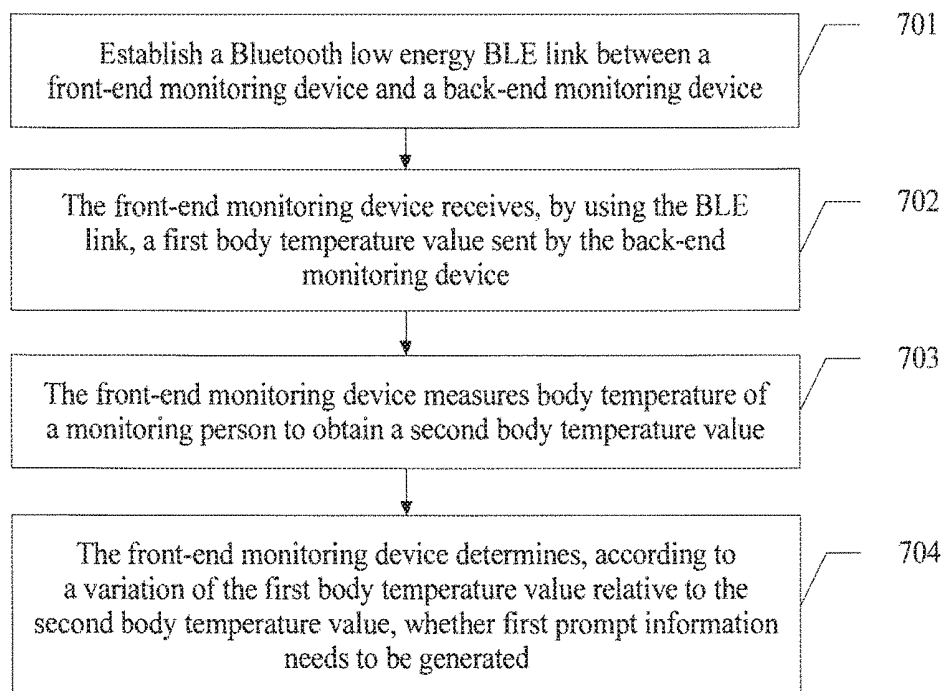 Establish a Bluetooth low energy BLE link between a
front-end monitoring device and a back-end monitoring device
701
The front-end monitoring device receives, by using the BLE
link, a first body temperature value sent by the back-end
monitoring device
702
The front-end monitoring device measures body temperature of
a monitoring person to obtain a second body temperature value
703
The front-end monitoring device determines, according to
a variation of the first body temperature value relative to the
second body temperature value, whether first prompt information
needs to be generated
704